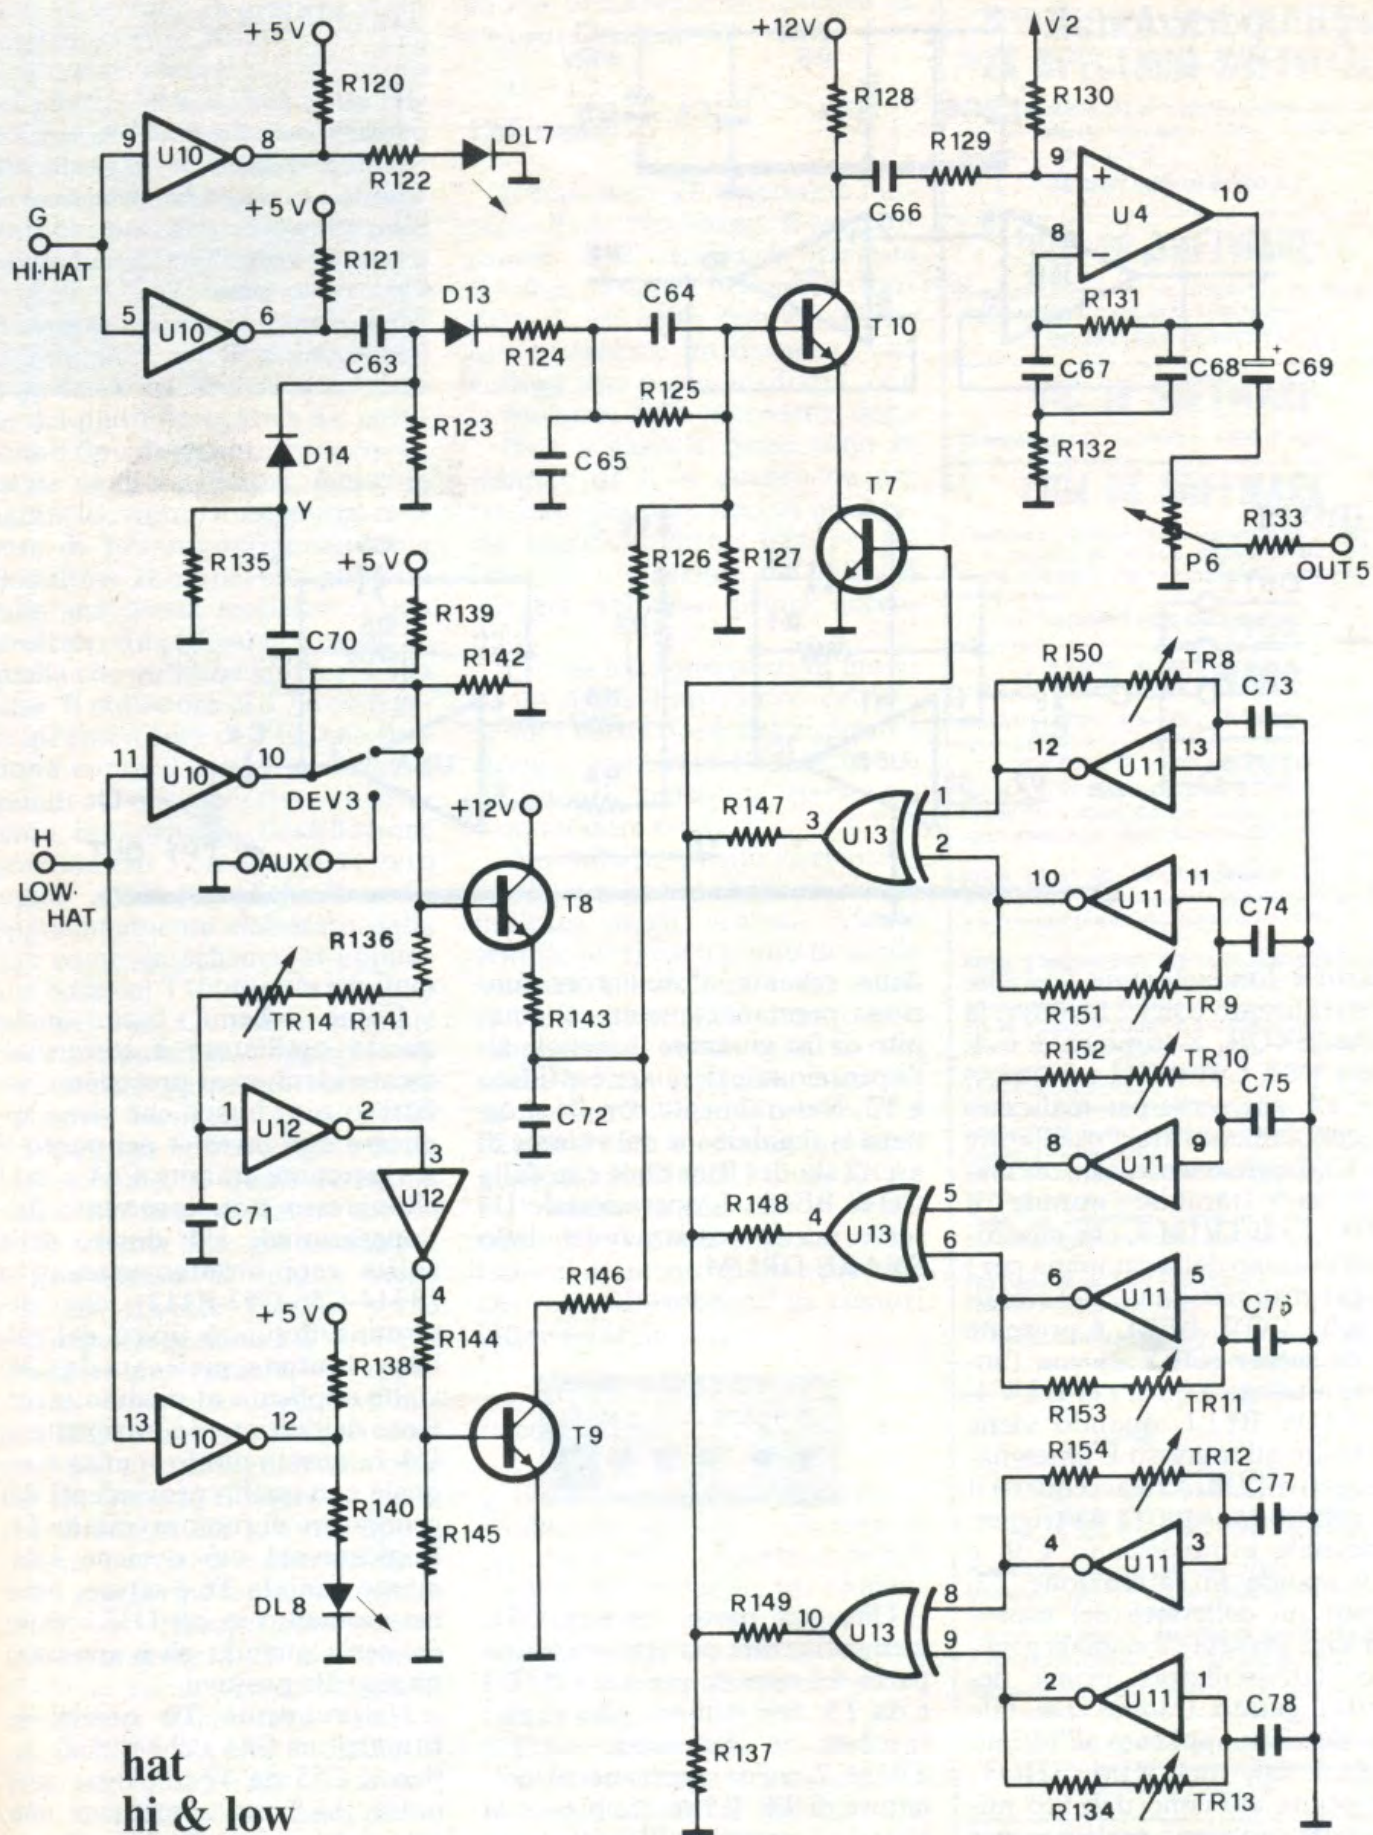 +5V
R120
9
U10
8
R122
DL7
+5V
R121
G
HI·HAT
5
U10
6
C63
D13
R124
C64
R125
R123
D14
Y
C65
R135
R126
R127
+12V
R128
C66
R129
V2
R130
9
+
U4
8
−
10
T10
R131
C67
C68
+
C69
R132
T7
P6
R133
OUT5
+5V
C70
R139
R142
11
U10
10
DEV3
H
LOW·
HAT
AUX
+12V
T8
R136
TR14
R141
R143
C72
1
U12
2
3
U12
4
C71
+5V
R138
R144
R146
13
U10
12
T9
R140
R145
DL8
R150
TR8
C73
12
U11
13
R147
3
U13
1
2
10
U11
11
C74
R151
TR9
R152
TR10
C75
8
U11
9
R148
4
U13
5
6
6
U11
5
C76
R153
TR11
R154
TR12
C77
4
U11
3
R149
10
U13
8
9
2
U11
1
C78
R137
R134
TR13
hat
hi & low